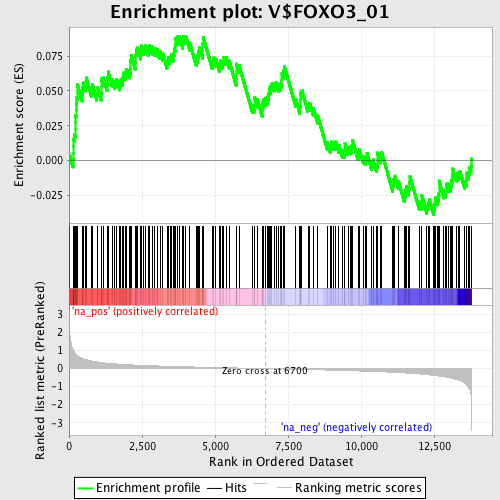 Enrichment plot: V$FOXO3_01
Enrichment score (ES)
0.075
0.050
0.025
0.000
-0.025
'na_pos' (positively correlated)
Ranked list metric (PreRanked)
3
2
1
0
-1
-2
-3
Zero cross at 6700
'na_neg' (negatively correlated)
0
2,500
5,000
7,500
10,000
12,500
Rank in Ordered Dataset
Enrichment profile
Hits
Ranking metric scores